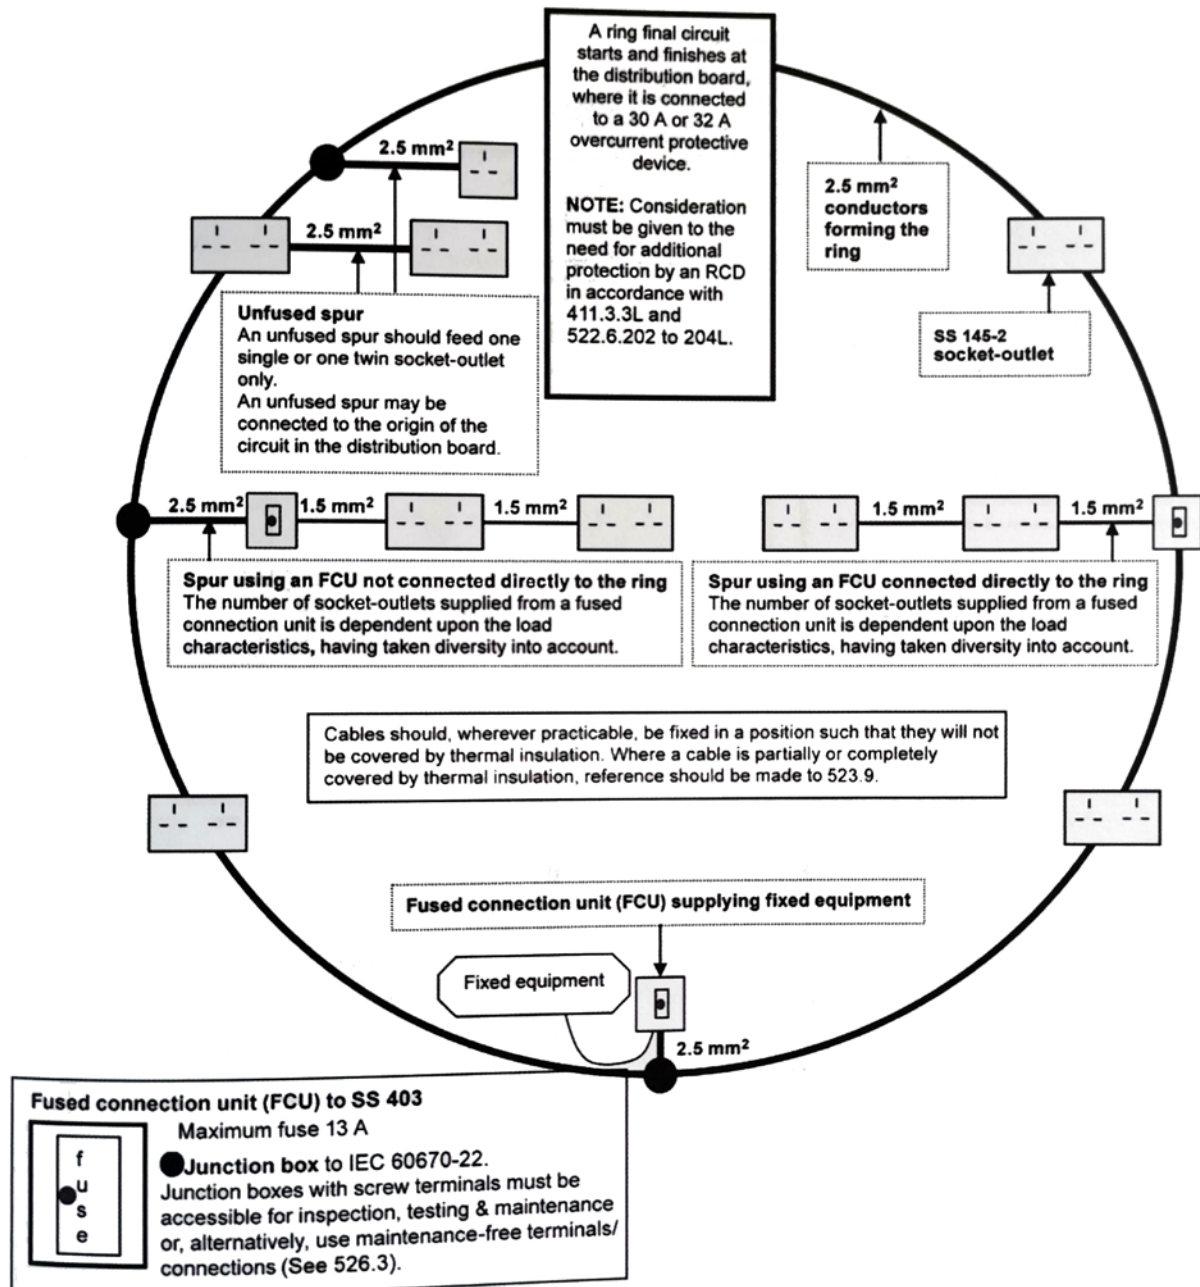 A ring final circuit
starts and finishes at
the distribution board,
where it is connected
to a 30 A or 32 A
overcurrent protective
device.
NOTE: Consideration
must be given to the
need for additional
protection by an RCD
in accordance with
411.3.3L and
522.6.202 to 204L.
2.5 mm²
2.5 mm²
2.5 mm²
conductors
forming the
ring
SS 145-2
socket-outlet
Unfused spur
An unfused spur should feed one
single or one twin socket-outlet
only.
An unfused spur may be
connected to the origin of the
circuit in the distribution board.
2.5 mm²
1.5 mm²
1.5 mm²
1.5 mm²
1.5 mm²
Spur using an FCU not connected directly to the ring
The number of socket-outlets supplied from a fused
connection unit is dependent upon the load
characteristics, having taken diversity into account.
Spur using an FCU connected directly to the ring
The number of socket-outlets supplied from a fused
connection unit is dependent upon the load
characteristics, having taken diversity into account.
Cables should, wherever practicable, be fixed in a position such that they will not
be covered by thermal insulation. Where a cable is partially or completely
covered by thermal insulation, reference should be made to 523.9.
Fused connection unit (FCU) supplying fixed equipment
Fixed equipment
2.5 mm²
Fused connection unit (FCU) to SS 403
Maximum fuse 13 A
f
u
s
e
Junction box to IEC 60670-22.
Junction boxes with screw terminals must be
accessible for inspection, testing & maintenance
or, alternatively, use maintenance-free terminals/
connections (See 526.3).